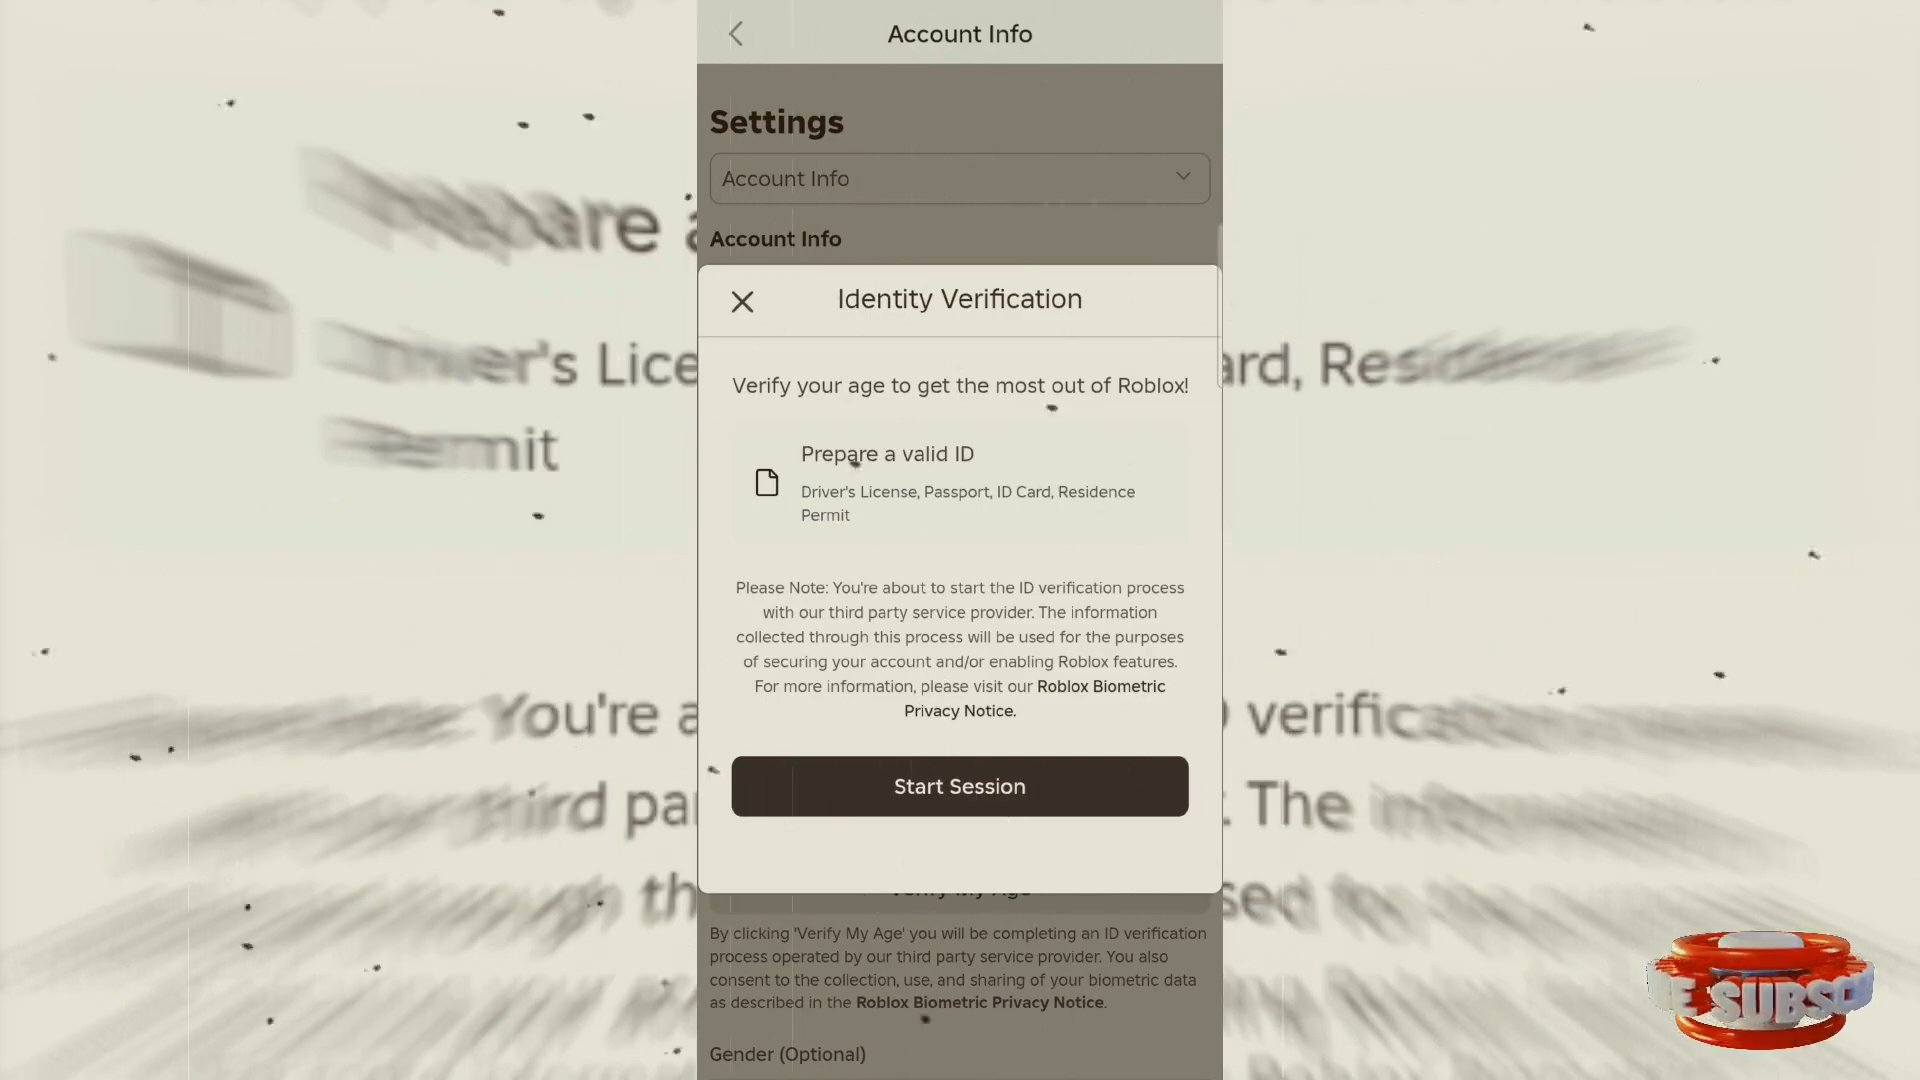 Account Info
Settings
Account Info
Account Info
Identity Verification
Verify your age to get the most out of Roblox!
Prepare a valid ID
Driver's License, Passport, ID Card, Residence
Permit
Please Note: You're about to start the ID verification process
with our third party service provider. The information
collected through this process will be used for the purposes
of securing your account and/or enabling Roblox features.
For more information, please visit our Roblox Biometric
Privacy Notice.
Start Session
By clicking 'Verify My Age' you will be completing an ID verification
process operated by our third party service provider. You also
consent to the collection, use, and sharing of your biometric data
as described in the Roblox Biometric Privacy Notice.
Gender (Optional)